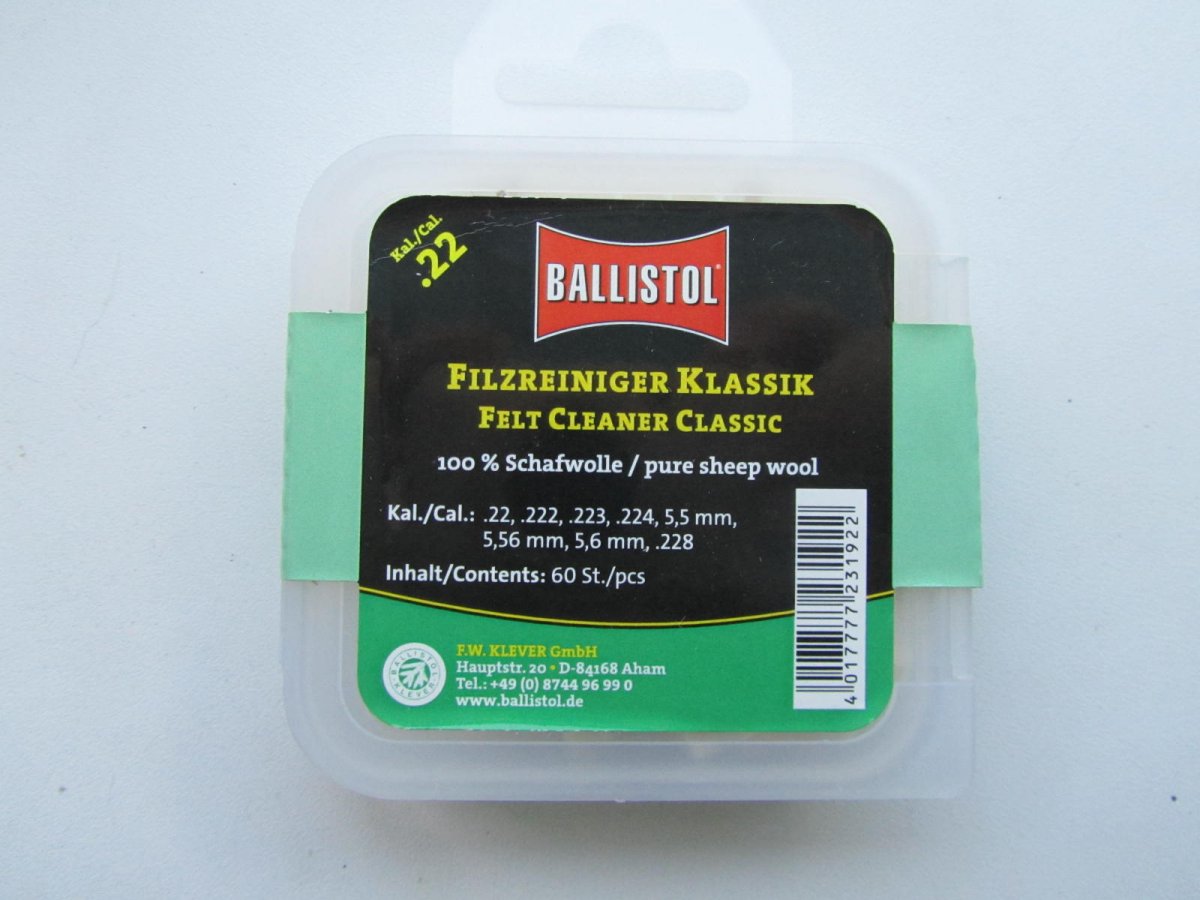 Kal./Cal.
.22
BALLISTOL®
FILZREINIGER KLASSIK
FELT CLEANER CLASSIC
100 % Schafwolle / pure sheep wool
Kal./Cal.: .22, .222, .223, .224, 5,5 mm,
5,56 mm, 5,6 mm, .228
Inhalt/Contents: 60 St./pcs
BALLISTOL
KLEVER
F.W. KLEVER GmbH
Hauptstr. 20 • D-84168 Aham
Tel.: +49 (0) 8744 96 99 0
www.ballistol.de
4 017777 231922